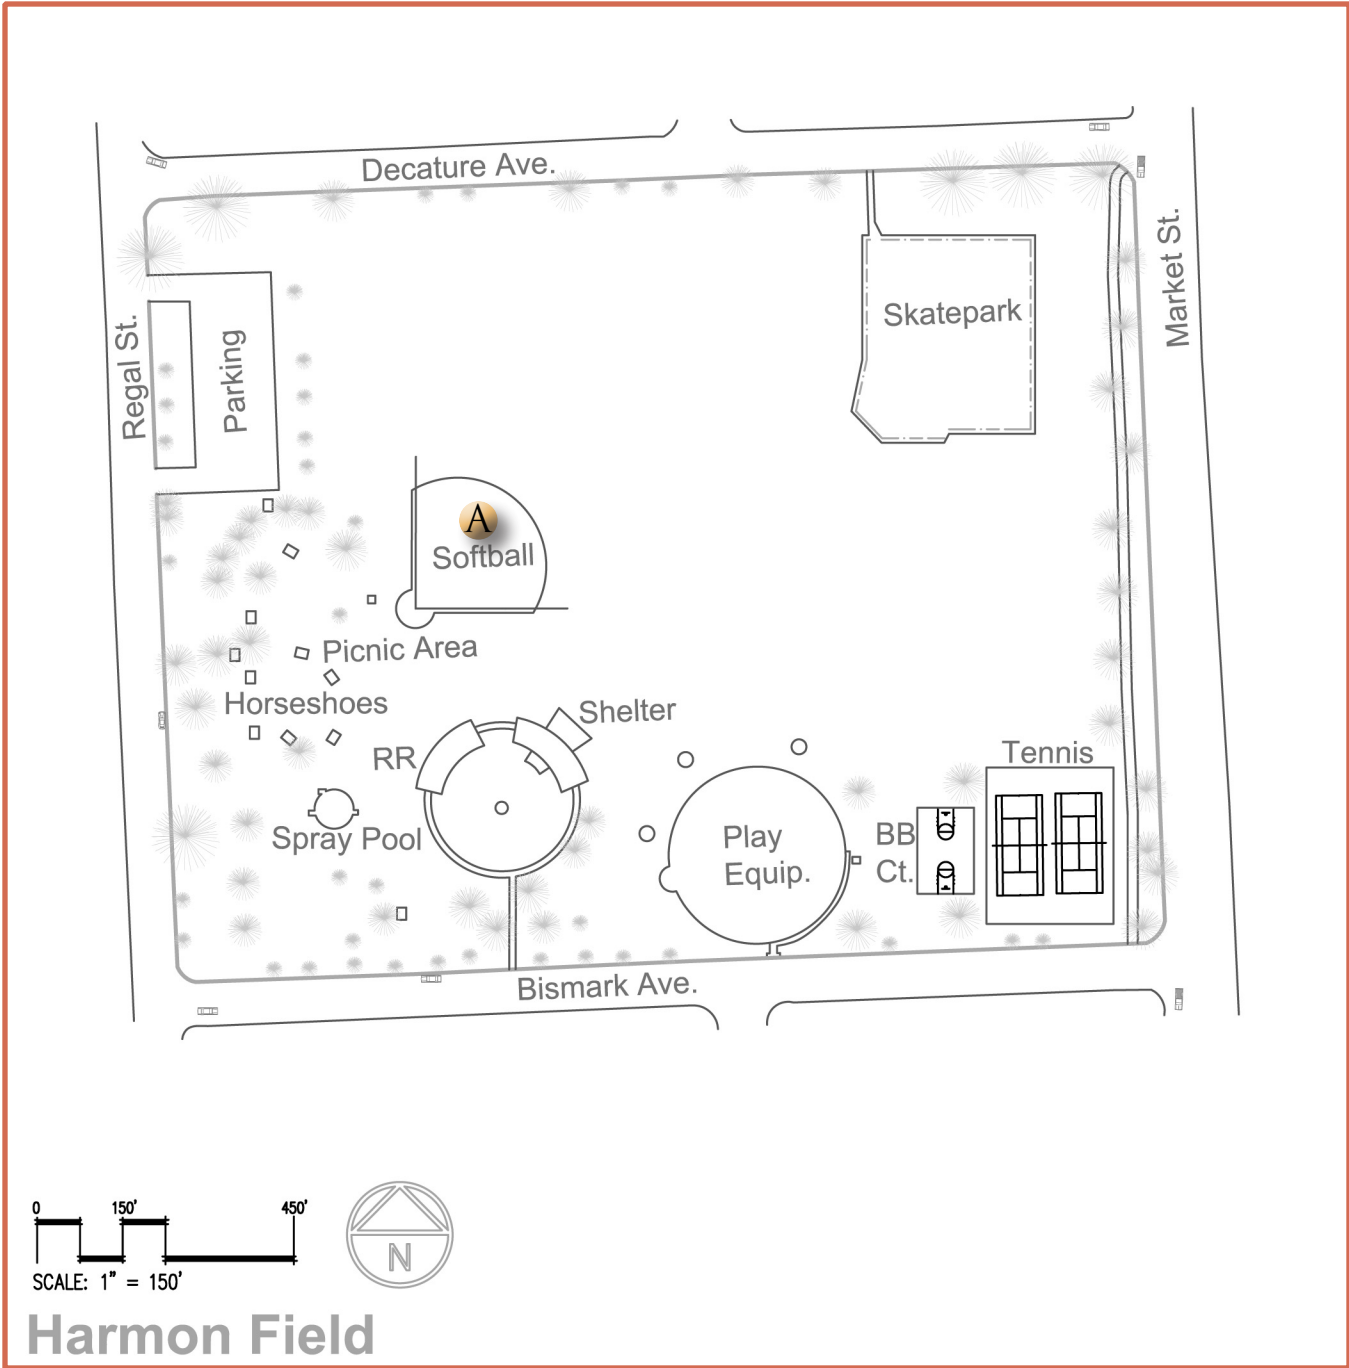 Decature Ave.
Market St.
Skatepark
Regal St.
Parking
A
Softball
Picnic Area
Horseshoes
Shelter
RR
Tennis
Spray Pool
Play
Equip.
BB
Ct.
Bismark Ave.
0 150' 450'
SCALE: 1" = 150'
N
Harmon Field